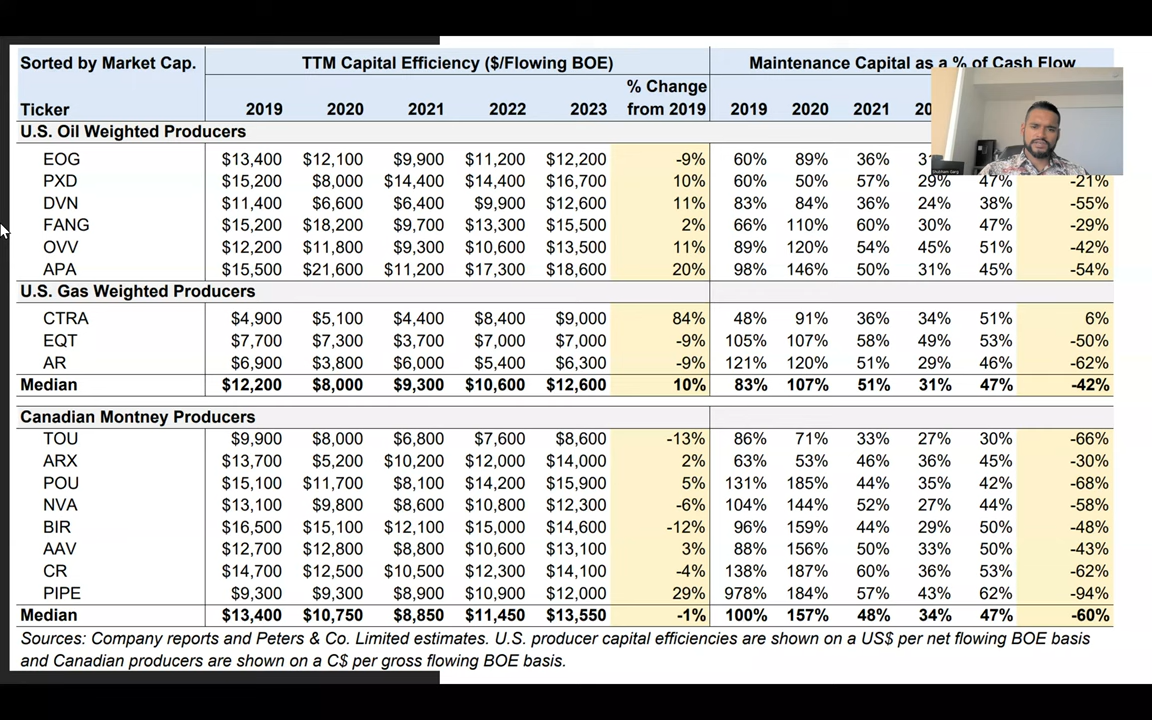 Sorted by Market Cap. TTM Capital Efficiency ($/Flowing BOE) Maintenance Capital as a % of Cash Flow
% Change
Ticker 2019 2020 2021 2022 2023 from 2019 2019 2020 2021
U.S. Oil Weighted Producers
EOG $13,400 $12,100 $9,900 $11,200 $12,200 -9% 60% 89% 36%
PXD $15,200 $8,000 $14,400 $14,400 $16,700 10% 60% 50% 57% 29% 47% -21%
DVN $11,400 $6,600 $6,400 $9,900 $12,600 11% 83% 84% 36% 24% 38% -55%
FANG $15,200 $18,200 $9,700 $13,300 $15,500 2% 66% 110% 60% 30% 47% -29%
OVV $12,200 $11,800 $9,300 $10,600 $13,500 11% 89% 120% 54% 45% 51% -42%
APA $15,500 $21,600 $11,200 $17,300 $18,600 20% 98% 146% 50% 31% 45% -54%
U.S. Gas Weighted Producers
CTRA $4,900 $5,100 $4,400 $8,400 $9,000 84% 48% 91% 36% 34% 51% 6%
EQT $7,700 $7,300 $3,700 $7,000 $7,000 -9% 105% 107% 58% 49% 53% -50%
AR $6,900 $3,800 $6,000 $5,400 $6,300 -9% 121% 120% 51% 29% 46% -62%
Median $12,200 $8,000 $9,300 $10,600 $12,600 10% 83% 107% 51% 31% 47% -42%
Canadian Montney Producers
TOU $9,900 $8,000 $6,800 $7,600 $8,600 -13% 86% 71% 33% 27% 30% -66%
ARX $13,700 $5,200 $10,200 $12,000 $14,000 2% 63% 53% 46% 36% 45% -30%
POU $15,100 $11,700 $8,100 $14,200 $15,900 5% 131% 185% 44% 35% 42% -68%
NVA $13,100 $9,800 $8,600 $10,800 $12,300 -6% 104% 144% 52% 27% 44% -58%
BIR $16,500 $15,100 $12,100 $15,000 $14,600 -12% 96% 159% 44% 29% 50% -48%
AAV $12,700 $12,800 $8,800 $10,600 $13,100 3% 88% 156% 50% 33% 50% -43%
CR $14,700 $12,500 $10,500 $12,300 $14,100 -4% 138% 187% 60% 36% 53% -62%
PIPE $9,300 $9,300 $8,900 $10,900 $12,000 29% 978% 184% 57% 43% 62% -94%
Median $13,400 $10,750 $8,850 $11,450 $13,550 -1% 100% 157% 48% 34% 47% -60%
Sources: Company reports and Peters & Co. Limited estimates. U.S. producer capital efficiencies are shown on a US$ per net flowing BOE basis
and Canadian producers are shown on a C$ per gross flowing BOE basis.